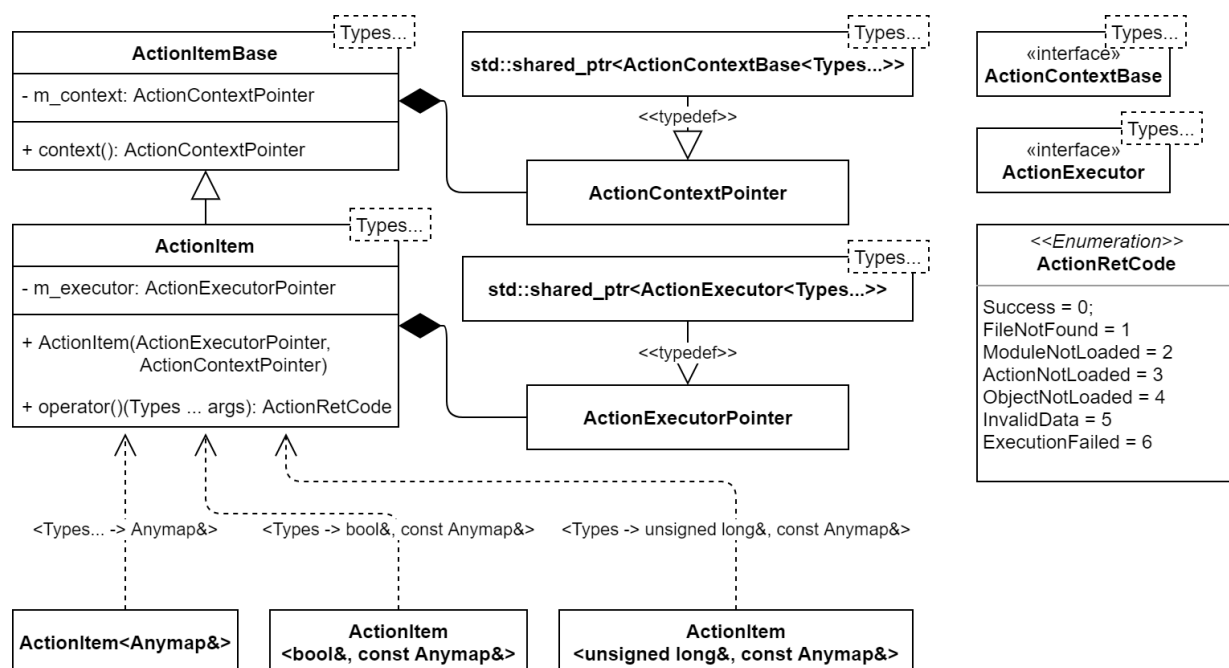 Types...
ActionItemBase
- m_context: ActionContextPointer
+ context(): ActionContextPointer
Types...
std::shared_ptr<ActionContextBase<Types...>>
<<typedef>>
ActionContextPointer
Types...
«interface»
ActionContextBase
Types...
«interface»
ActionExecutor
Types...
ActionItem
- m_executor: ActionExecutorPointer
+ ActionItem(ActionExecutorPointer,
ActionContextPointer)
+ operator()(Types ... args): ActionRetCode
Types...
std::shared_ptr<ActionExecutor<Types...>>
<<typedef>>
ActionExecutorPointer
<<Enumeration>>
ActionRetCode
Success = 0;
FileNotFound = 1
ModuleNotLoaded = 2
ActionNotLoaded = 3
ObjectNotLoaded = 4
InvalidData = 5
ExecutionFailed = 6
<Types... -> Anymap&>
<Types -> bool&, const Anymap&>
<Types -> unsigned long&, const Anymap&>
ActionItem<Anymap&>
ActionItem
<bool&, const Anymap&>
ActionItem
<unsigned long&, const Anymap&>